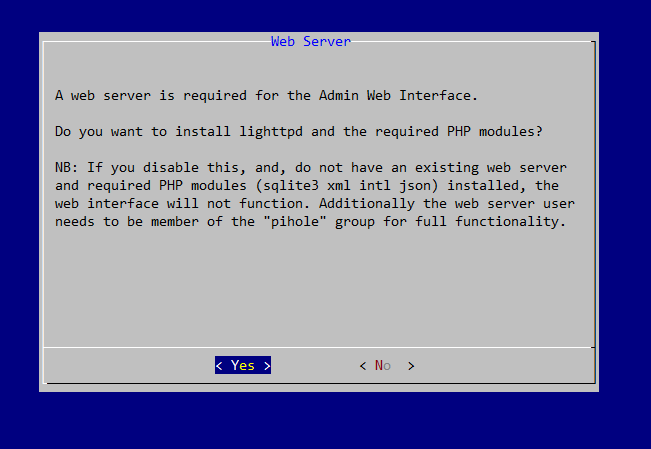 Web Server
A web server is required for the Admin Web Interface.
Do you want to install lighttpd and the required PHP modules?
NB: If you disable this, and, do not have an existing web server
and required PHP modules (sqlite3 xml intl json) installed, the
web interface will not function. Additionally the web server user
needs to be member of the "pihole" group for full functionality.
< Yes > < No >